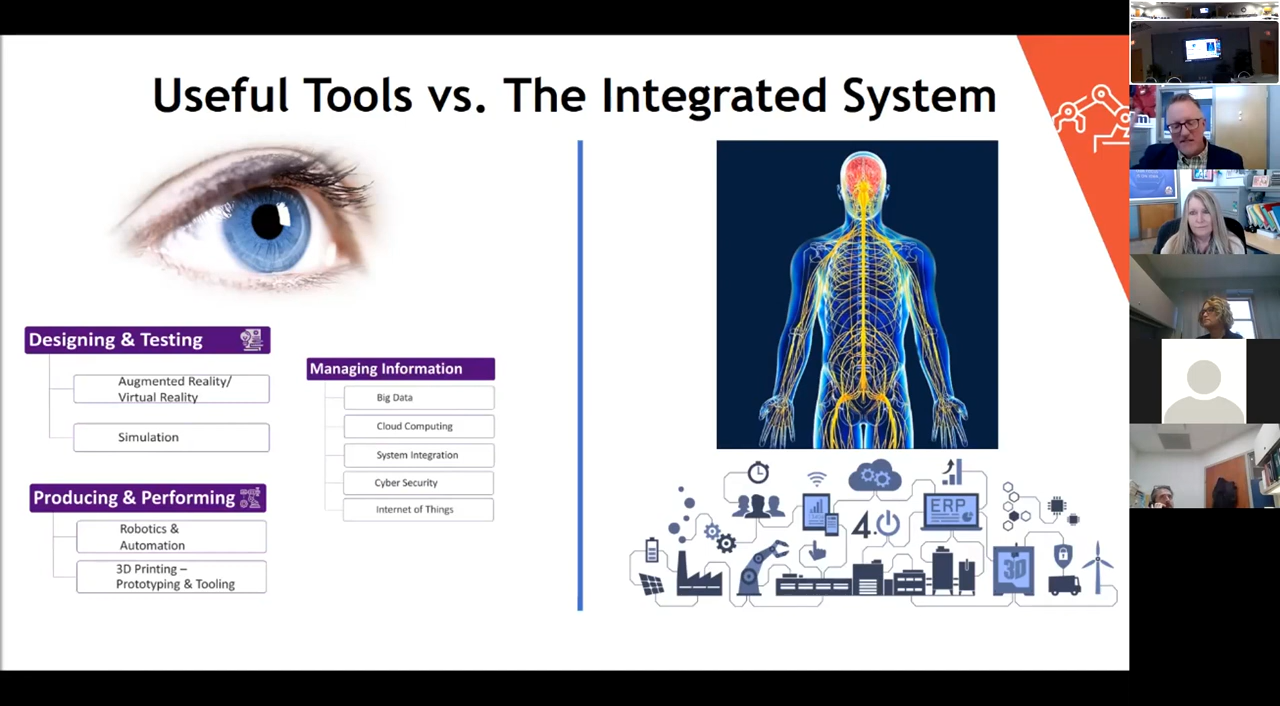 Useful Tools vs. The Integrated System
Designing & Testing
Augmented Reality/
Virtual Reality
Simulation
Producing & Performing
Robotics &
Automation
3D Printing –
Prototyping & Tooling
Managing Information
Big Data
Cloud Computing
System Integration
Cyber Security
Internet of Things
4.0
ERP
3D
m